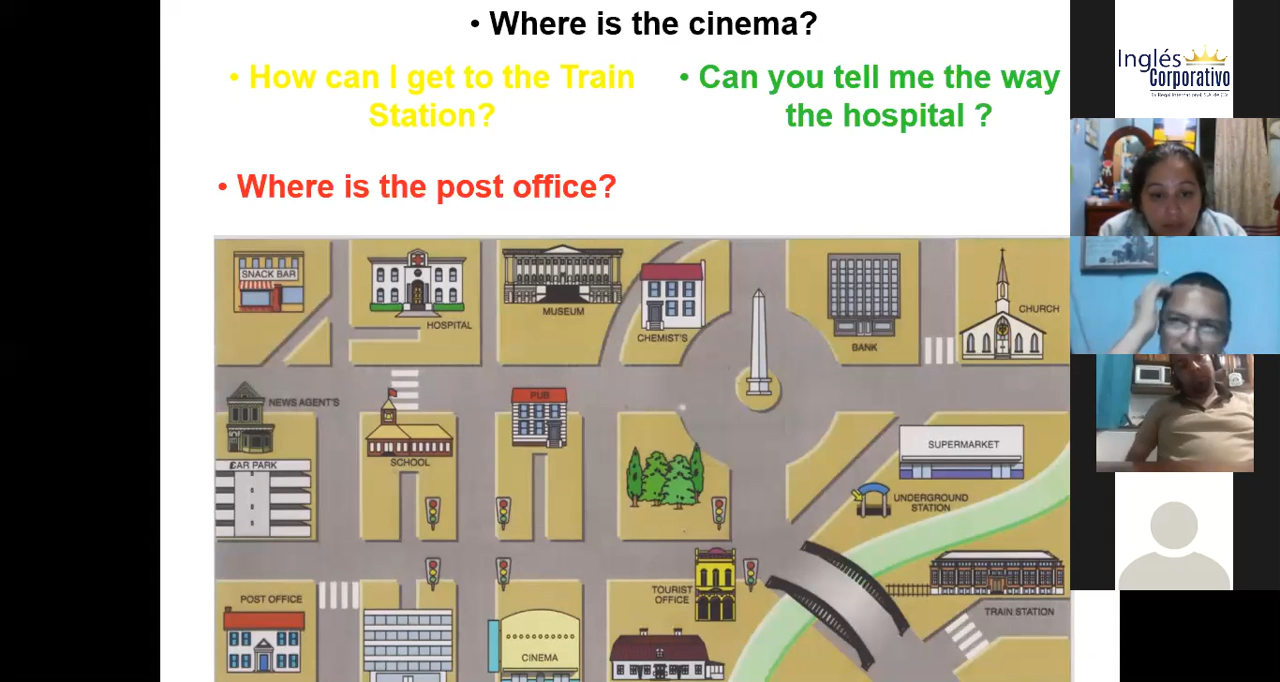 • Where is the cinema?
• How can I get to the Train
Station?
• Can you tell me the way
the hospital ?
• Where is the post office?
SNACK BAR
HOSPITAL
MUSEUM
CHEMIST'S
BANK
CHURCH
NEWS AGENT'S
CAR PARK
SCHOOL
PUB
SUPERMARKET
UNDERGROUND
STATION
POST OFFICE
CINEMA
TOURIST
OFFICE
TRAIN STATION
Inglés
Corporativo